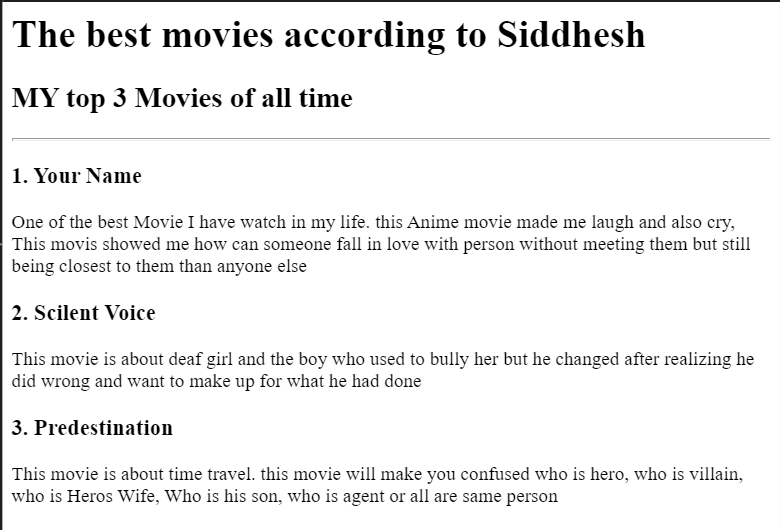 The best movies according to Siddhesh
MY top 3 Movies of all time
1. Your Name
One of the best Movie I have watch in my life. this Anime movie made me laugh and also cry,
This movis showed me how can someone fall in love with person without meeting them but still
being closest to them than anyone else
2. Scilent Voice
This movie is about deaf girl and the boy who used to bully her but he changed after realizing he
did wrong and want to make up for what he had done
3. Predestination
This movie is about time travel. this movie will make you confused who is hero, who is villain,
who is Heros Wife, Who is his son, who is agent or all are same person